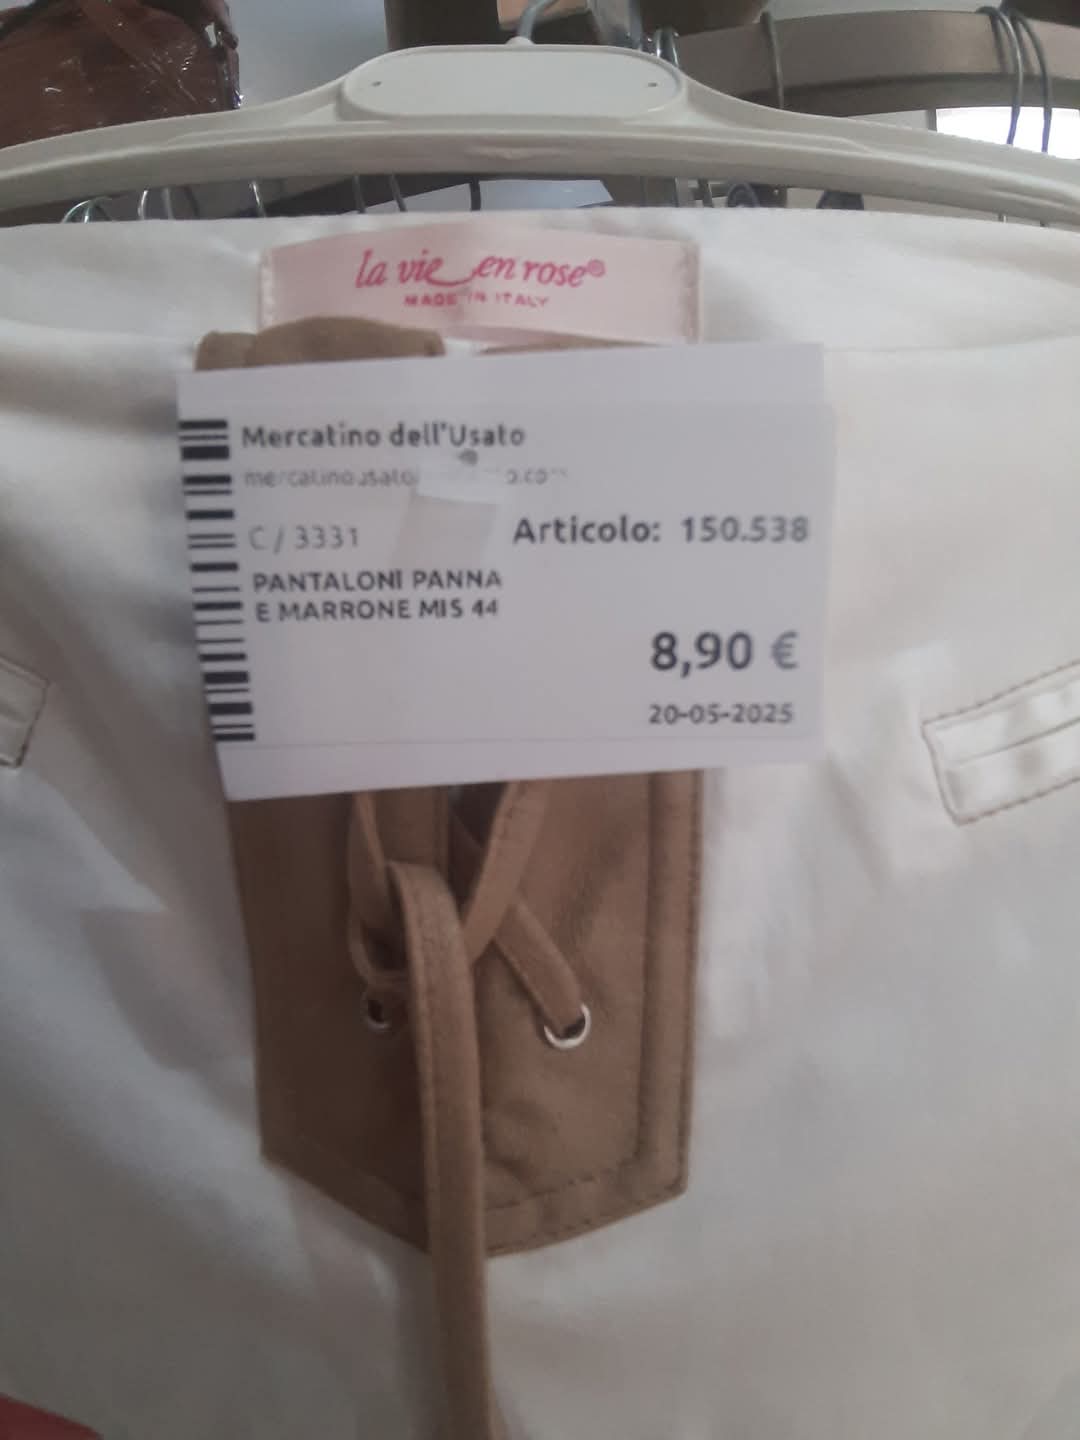 la vie en rose®
MADE IN ITALY
Mercatino dell'Usato
C / 3331
Articolo: 150.538
PANTALONI PANNA
E MARRONE MIS 44
8,90 €
20-05-2025